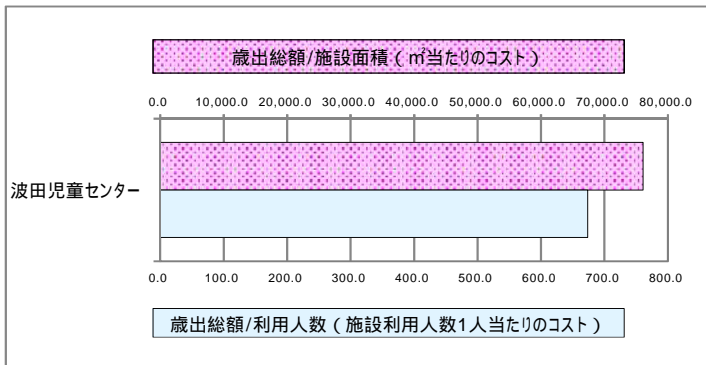 歳出総額/施設面積(㎡当たりのコスト)
0.0 10,000.0 20,000.0 30,000.0 40,000.0 50,000.0 60,000.0 70,000.0 80,000.0
波田児童センター
0.0 100.0 200.0 300.0 400.0 500.0 600.0 700.0 800.0
歳出総額/利用人数(施設利用人数1人当たりのコスト)